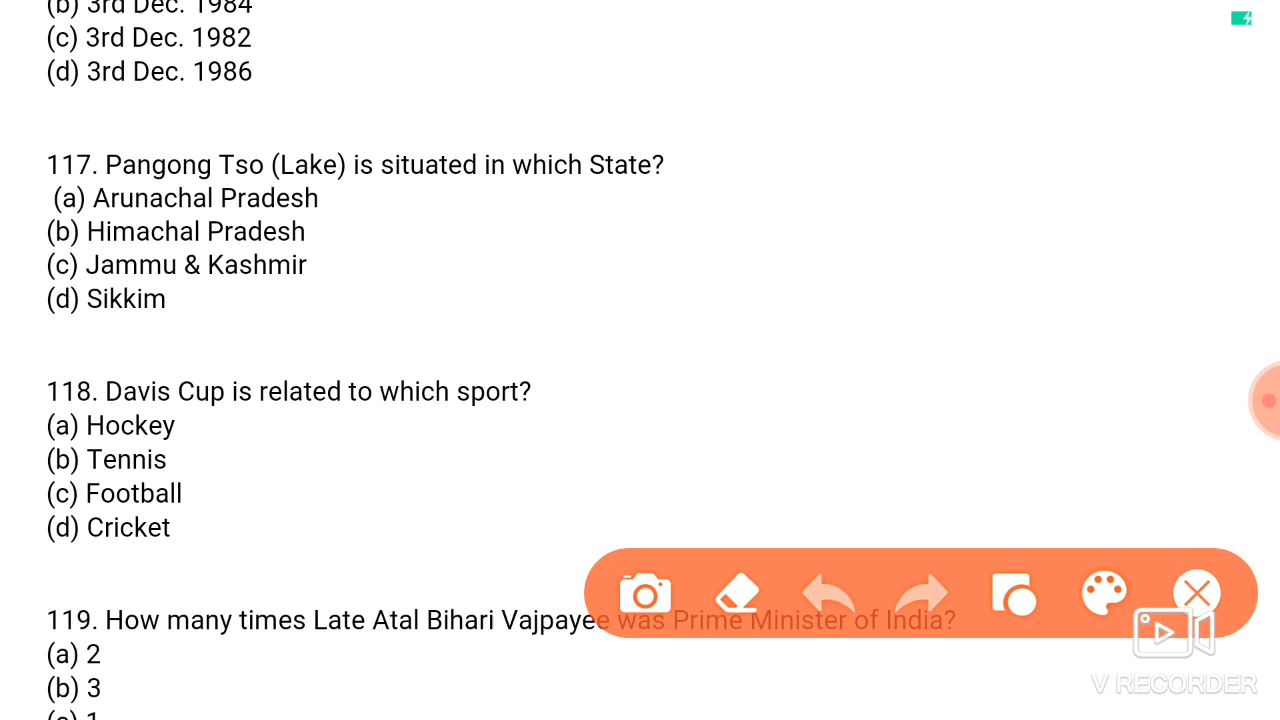 (b) 3rd Dec. 1984
(c) 3rd Dec. 1982
(d) 3rd Dec. 1986
117. Pangong Tso (Lake) is situated in which State?
(a) Arunachal Pradesh
(b) Himachal Pradesh
(c) Jammu & Kashmir
(d) Sikkim
118. Davis Cup is related to which sport?
(a) Hockey
(b) Tennis
(c) Football
(d) Cricket
119. How many times Late Atal Bihari Vajpayee was Prime Minister of India?
(a) 2
(b) 3
(c) 1
V RECORDER